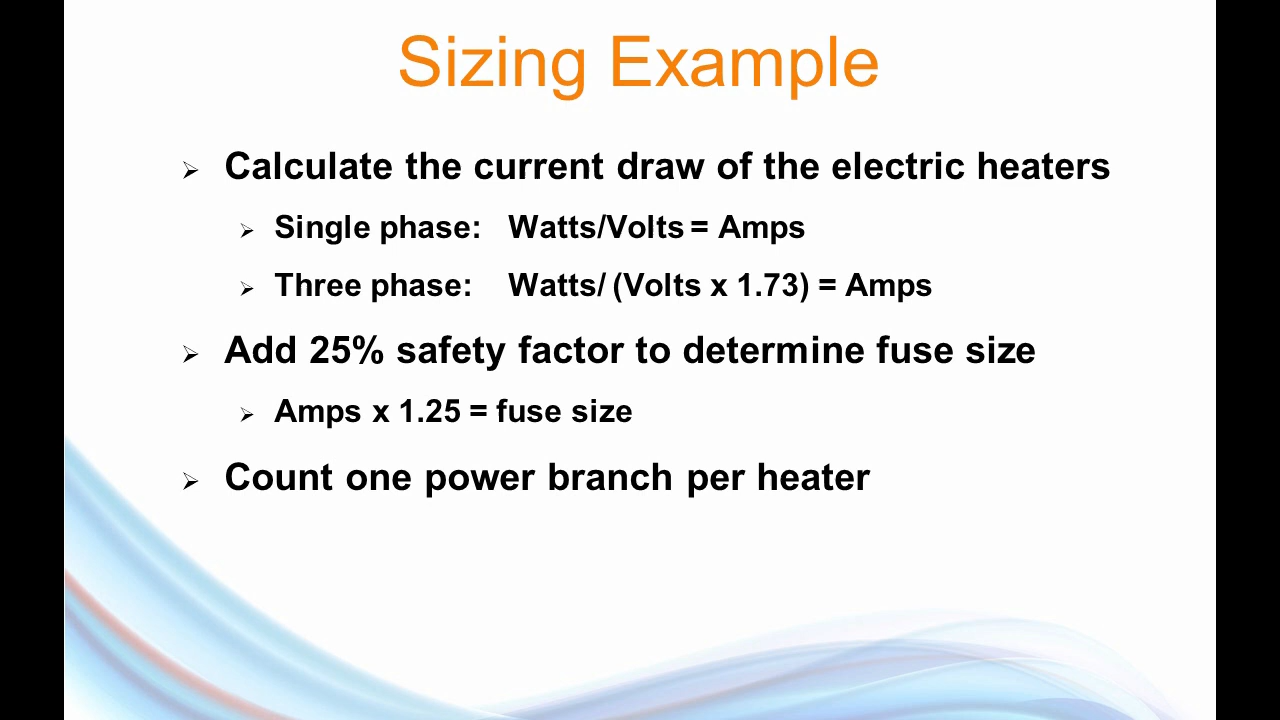 Sizing Example
Calculate the current draw of the electric heaters
Single phase: Watts/Volts = Amps
Three phase: Watts/ (Volts x 1.73) = Amps
Add 25% safety factor to determine fuse size
Amps x 1.25 = fuse size
Count one power branch per heater